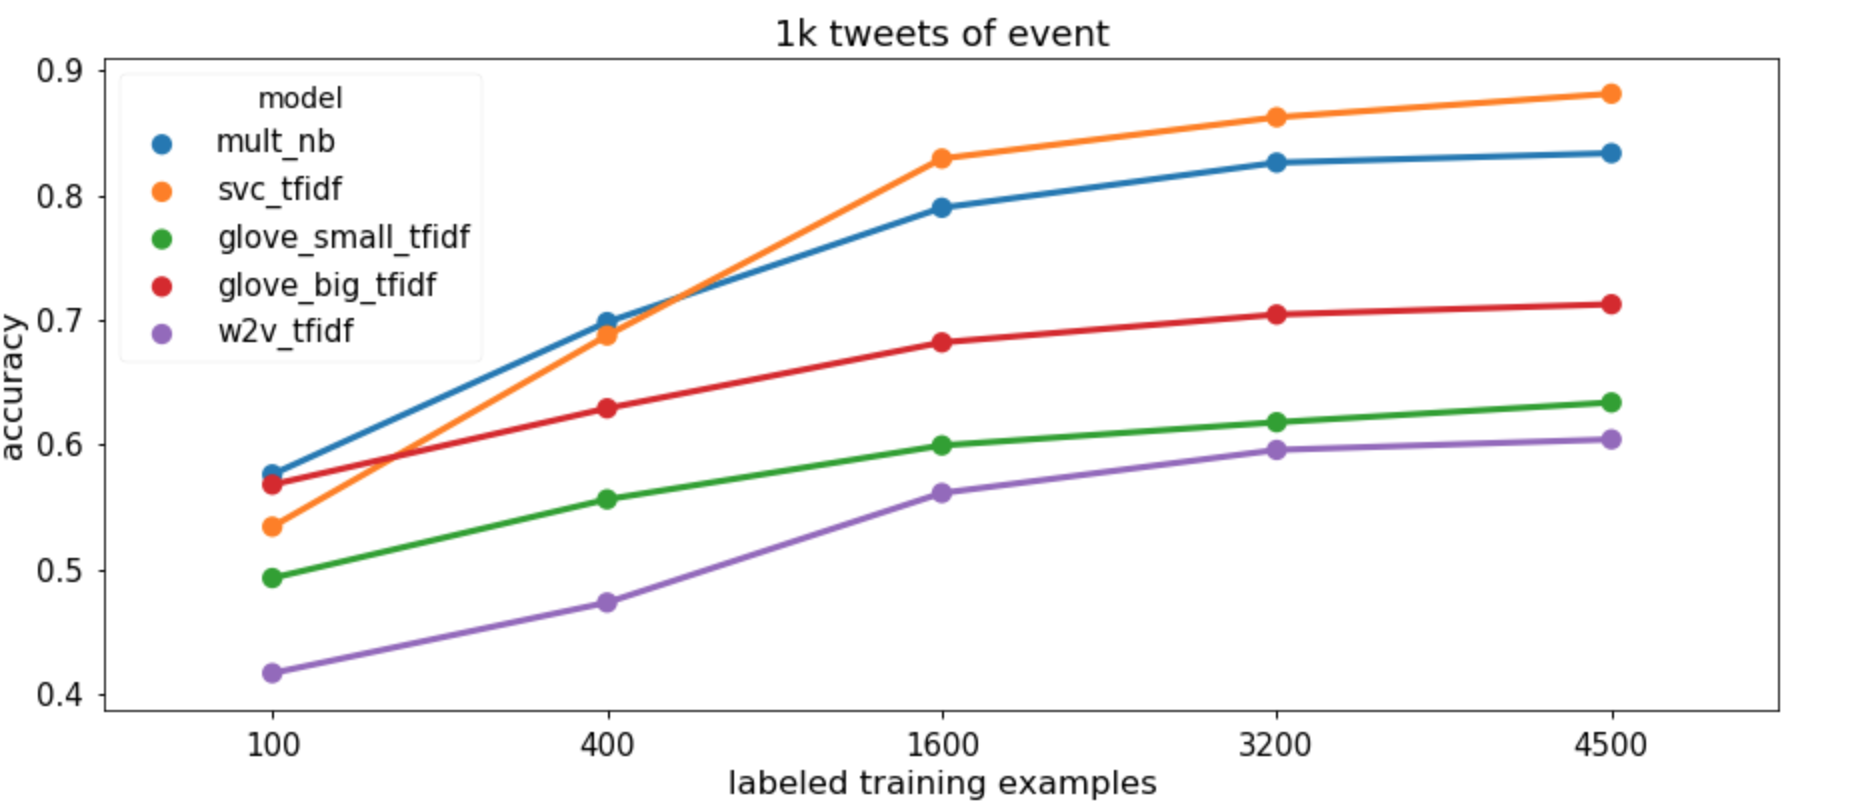 1k tweets of event
0.9
0.8
0.7
0.6
0.5
0.4
accuracy
model
mult_nb
svc_tfidf
glove_small_tfidf
glove_big_tfidf
w2v_tfidf
100 400 1600 3200 4500
labeled training examples